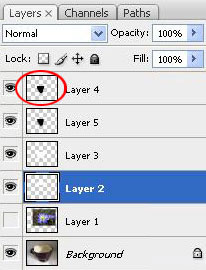 Layers × Channels Paths
Normal Opacity: 100%
Lock: Fill: 100%
Layer 4
Layer 5
Layer 3
Layer 2
Layer 1
Background